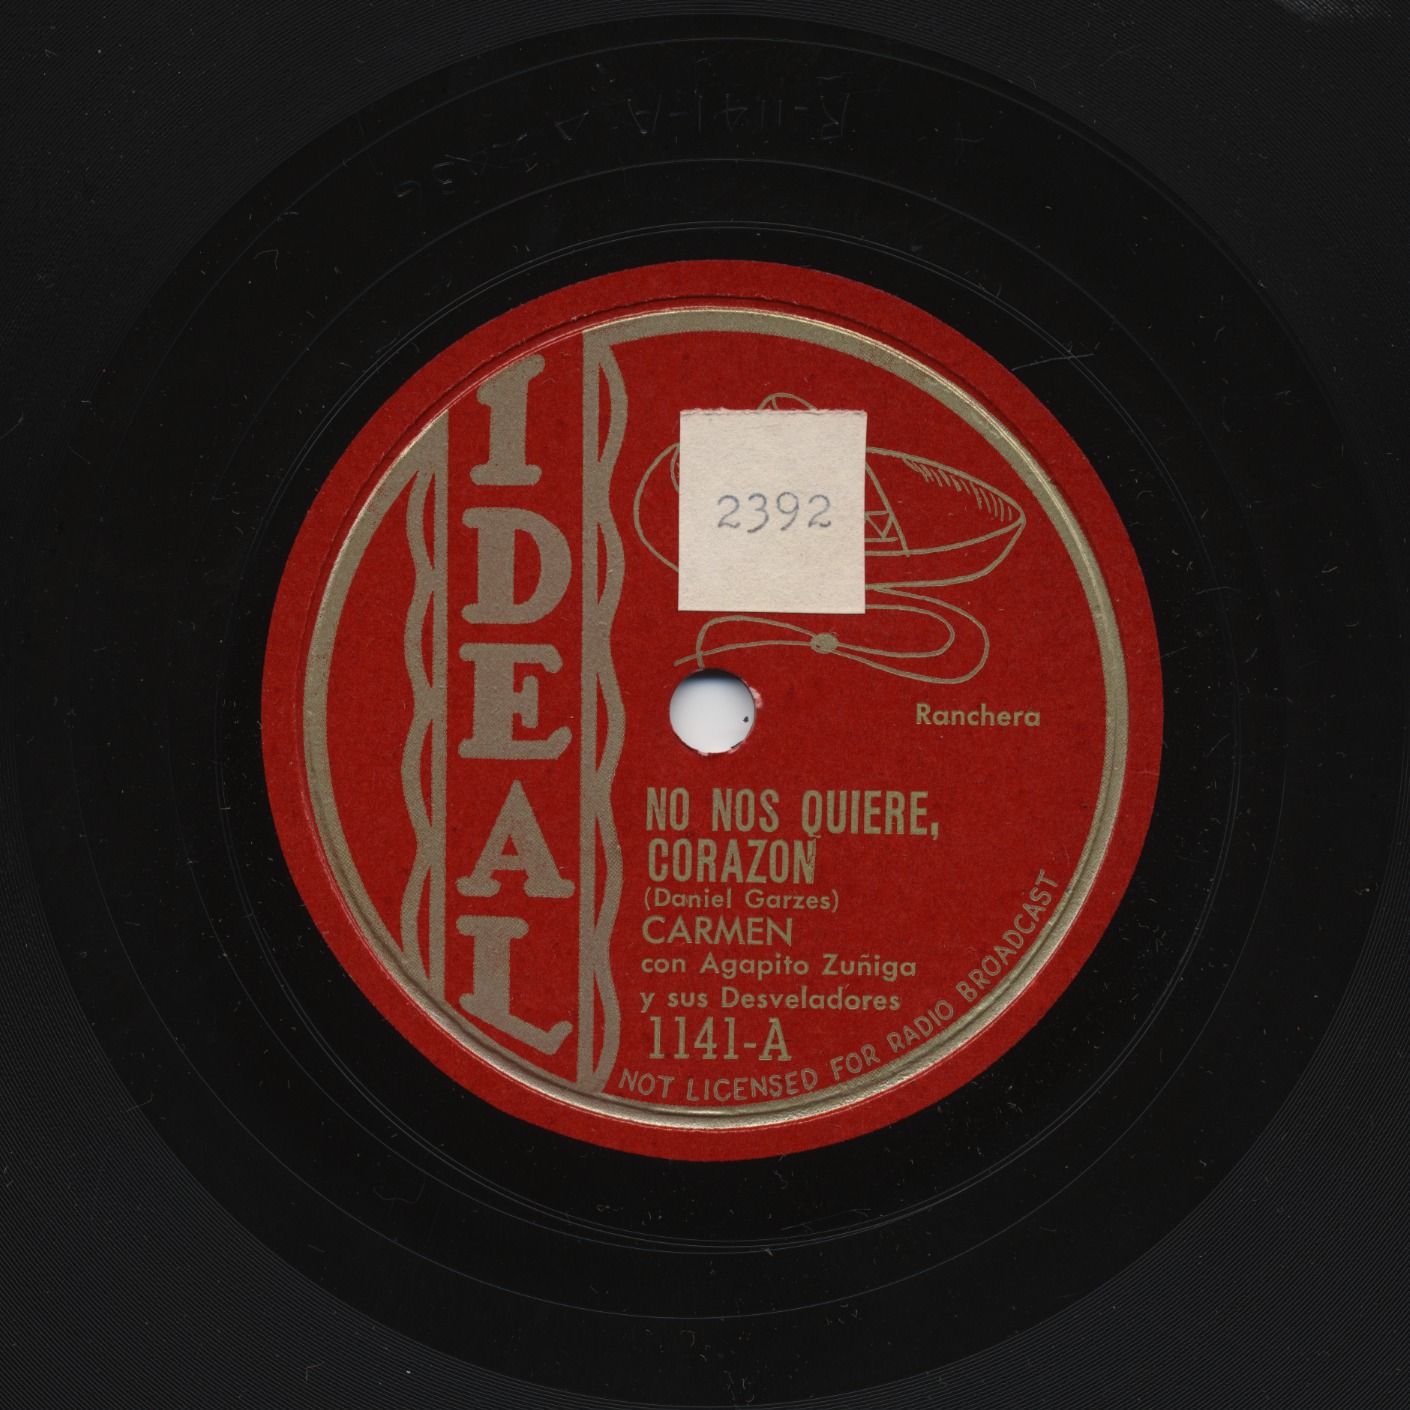 R-1141-A
IDEAL
2392
Ranchera
NO NOS QUIERE,
CORAZON
(Daniel Garzes)
CARMEN
con Agapito Zuñiga
y sus Desveladores
1141-A
NOT LICENSED FOR RADIO BROADCAST